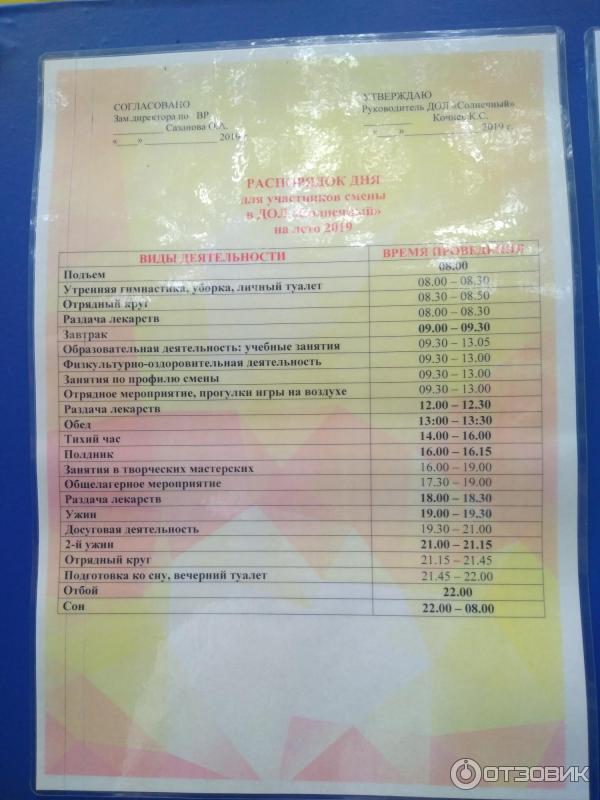 СОГЛАСОВАНО
Зам.директора по ВР
Сазанова О.А.
«___» ____________ 2019 г.
УТВЕРЖДАЮ
Руководитель ДОЛ «Солнечный»
Кочнев К.С.
«___» ____________ 2019 г.
РАСПОРЯДОК ДНЯ
для участников смены
в ДОЛ «Солнечный»
на лето 2019
ВИДЫ ДЕЯТЕЛЬНОСТИ ВРЕМЯ ПРОВЕДЕНИЯ
Подъем 08.00
Утренняя гимнастика, уборка, личный туалет 08.00 – 08.30
Отрядный круг 08.30 – 08.50
Раздача лекарств 08.00 – 08.30
Завтрак 09.00 – 09.30
Образовательная деятельность: учебные занятия 09.30 – 13.05
Физкультурно-оздоровительная деятельность 09.30 – 13.00
Занятия по профилю смены 09.30 – 13.00
Отрядное мероприятие, прогулки игры на воздухе 09.30 – 13.00
Раздача лекарств 12.00 – 12.30
Обед 13:00 – 13:30
Тихий час 14.00 – 16.00
Полдник 16.00 – 16.15
Занятия в творческих мастерских 16.00 – 19.00
Общелагерное мероприятие 17.30 – 19.00
Раздача лекарств 18.00 – 18.30
Ужин 19.00 – 19.30
Досуговая деятельность 19.30 – 21.00
2-й ужин 21.00 – 21.15
Отрядный круг 21.15 – 21.45
Подготовка ко сну, вечерний туалет 21.45 – 22.00
Отбой 22.00
Сон 22.00 – 08.00
ОТЗОВИК